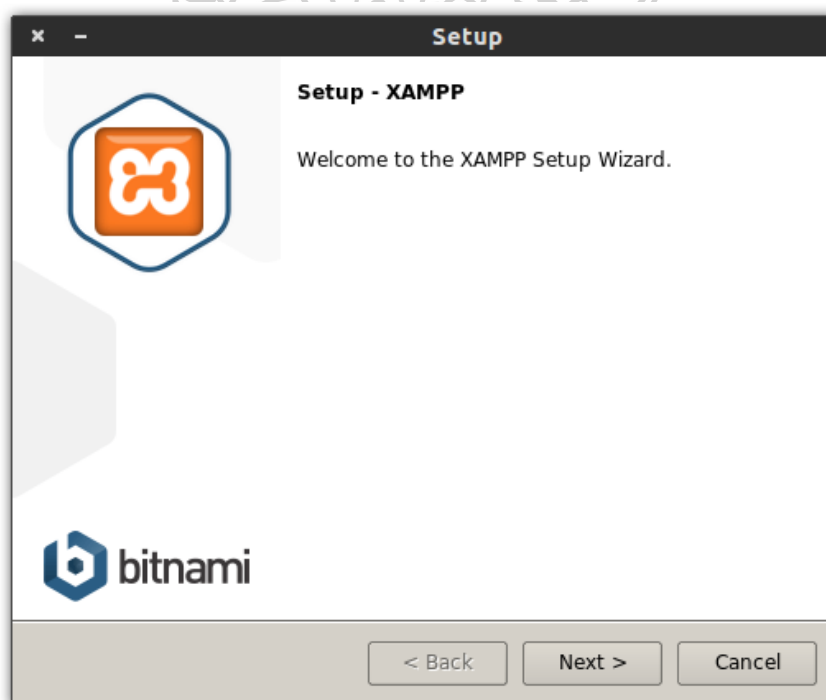 Setup
Setup - XAMPP
Welcome to the XAMPP Setup Wizard.
bitnami
< Back
Next >
Cancel